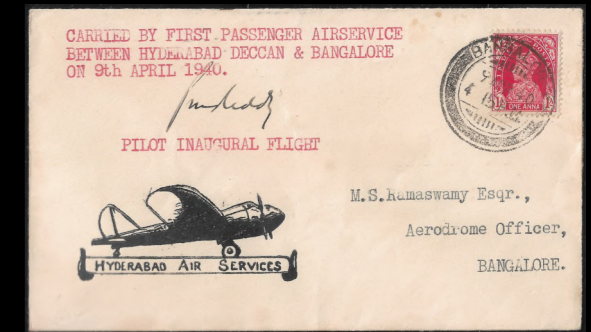 CARRIED BY FIRST PASSENGER AIRSERVICE
BETWEEN HYDERABAD DECCAN & BANGALORE
ON 9th APRIL 1940.
PILOT INAUGURAL FLIGHT
HYDERABAD AIR SERVICES
ONE ANNA
M.S.Ramaswamy Esqr.,
Aerodrome Officer,
BANGALORE.